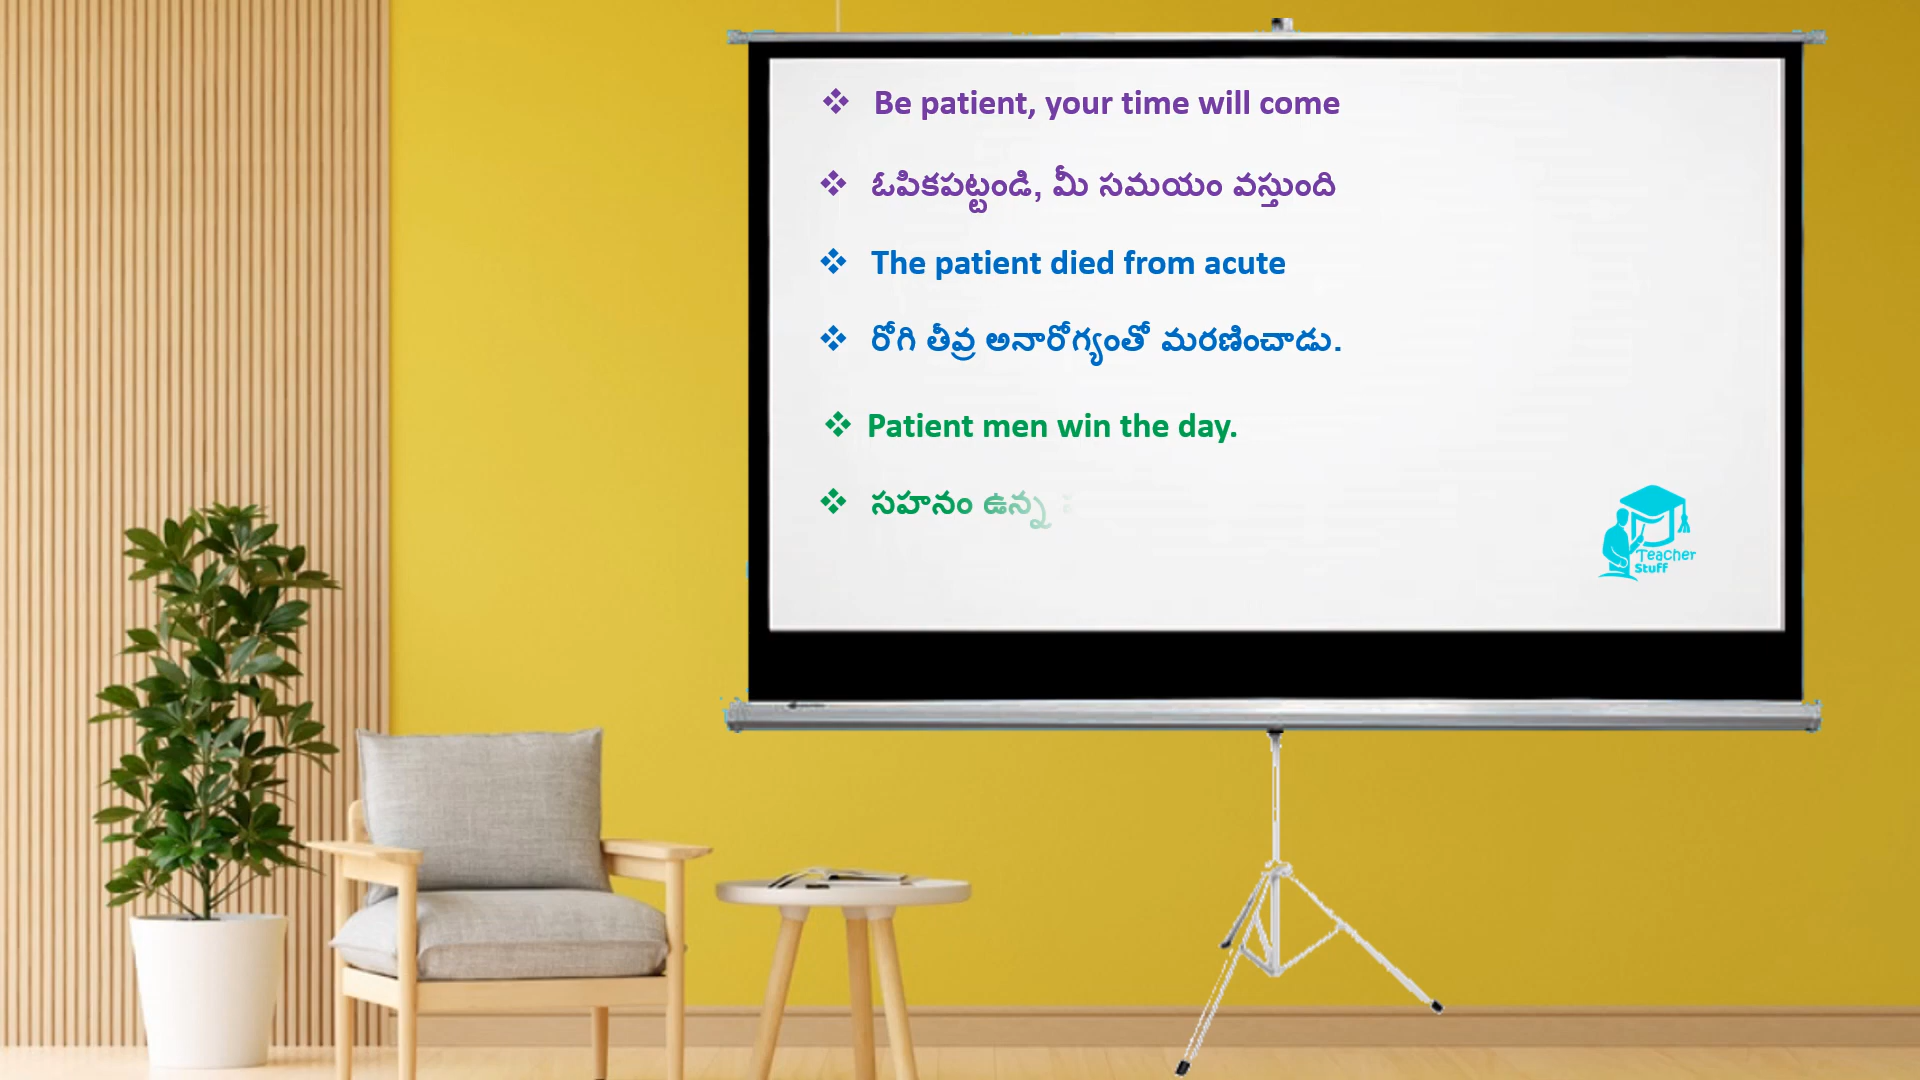 Be patient, your time will come
ఓపికపట్టండి, మీ సమయం వస్తుంది
The patient died from acute
రోగి తీవ్ర అనారోగ్యంతో మరణించాడు.
Patient men win the day.
సహనం ఉన్న
Teacher
Stuff